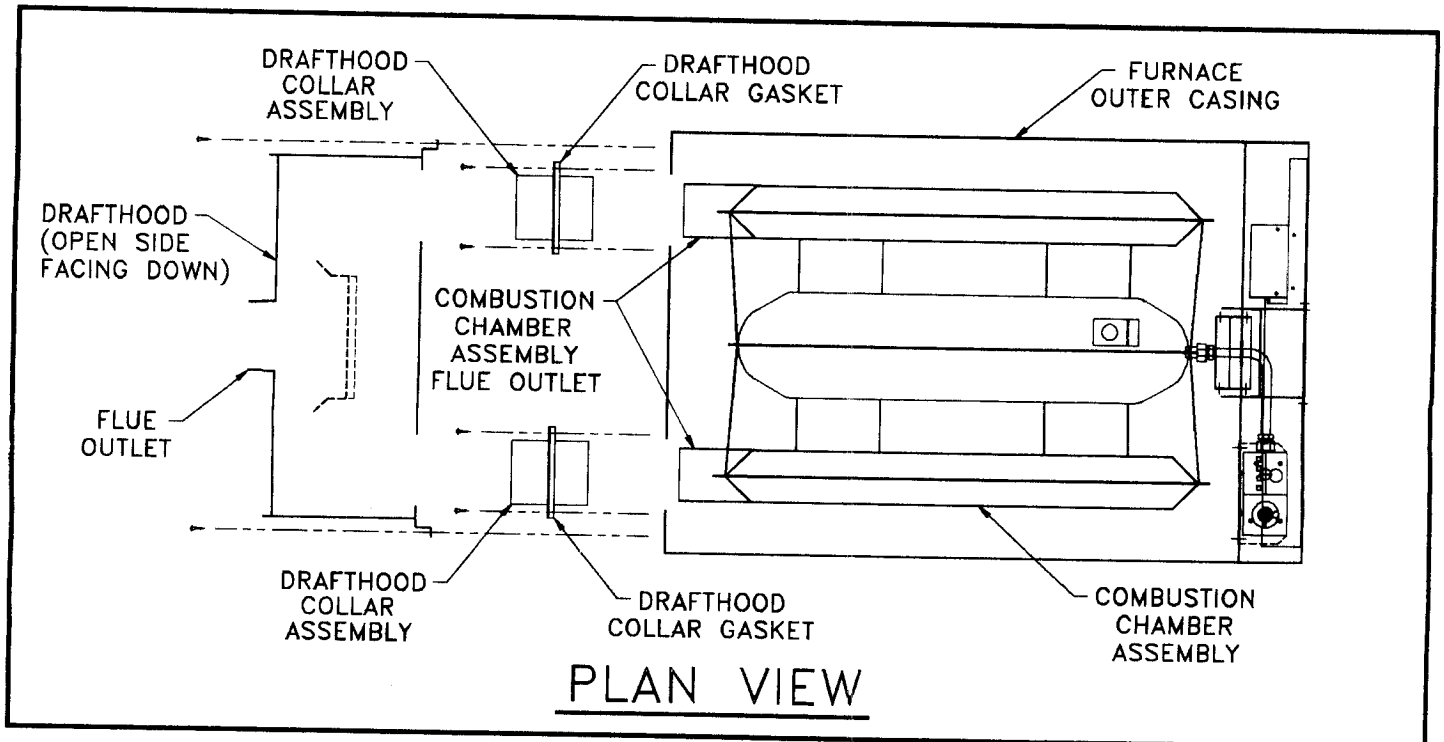 DRAFTHOOD
COLLAR
ASSEMBLY
DRAFTHOOD
COLLAR GASKET
FURNACE
OUTER CASING
DRAFTHOOD
(OPEN SIDE
FACING DOWN)
COMBUSTION
CHAMBER
ASSEMBLY
FLUE OUTLET
FLUE
OUTLET
DRAFTHOOD
COLLAR
ASSEMBLY
DRAFTHOOD
COLLAR GASKET
COMBUSTION
CHAMBER
ASSEMBLY
PLAN VIEW